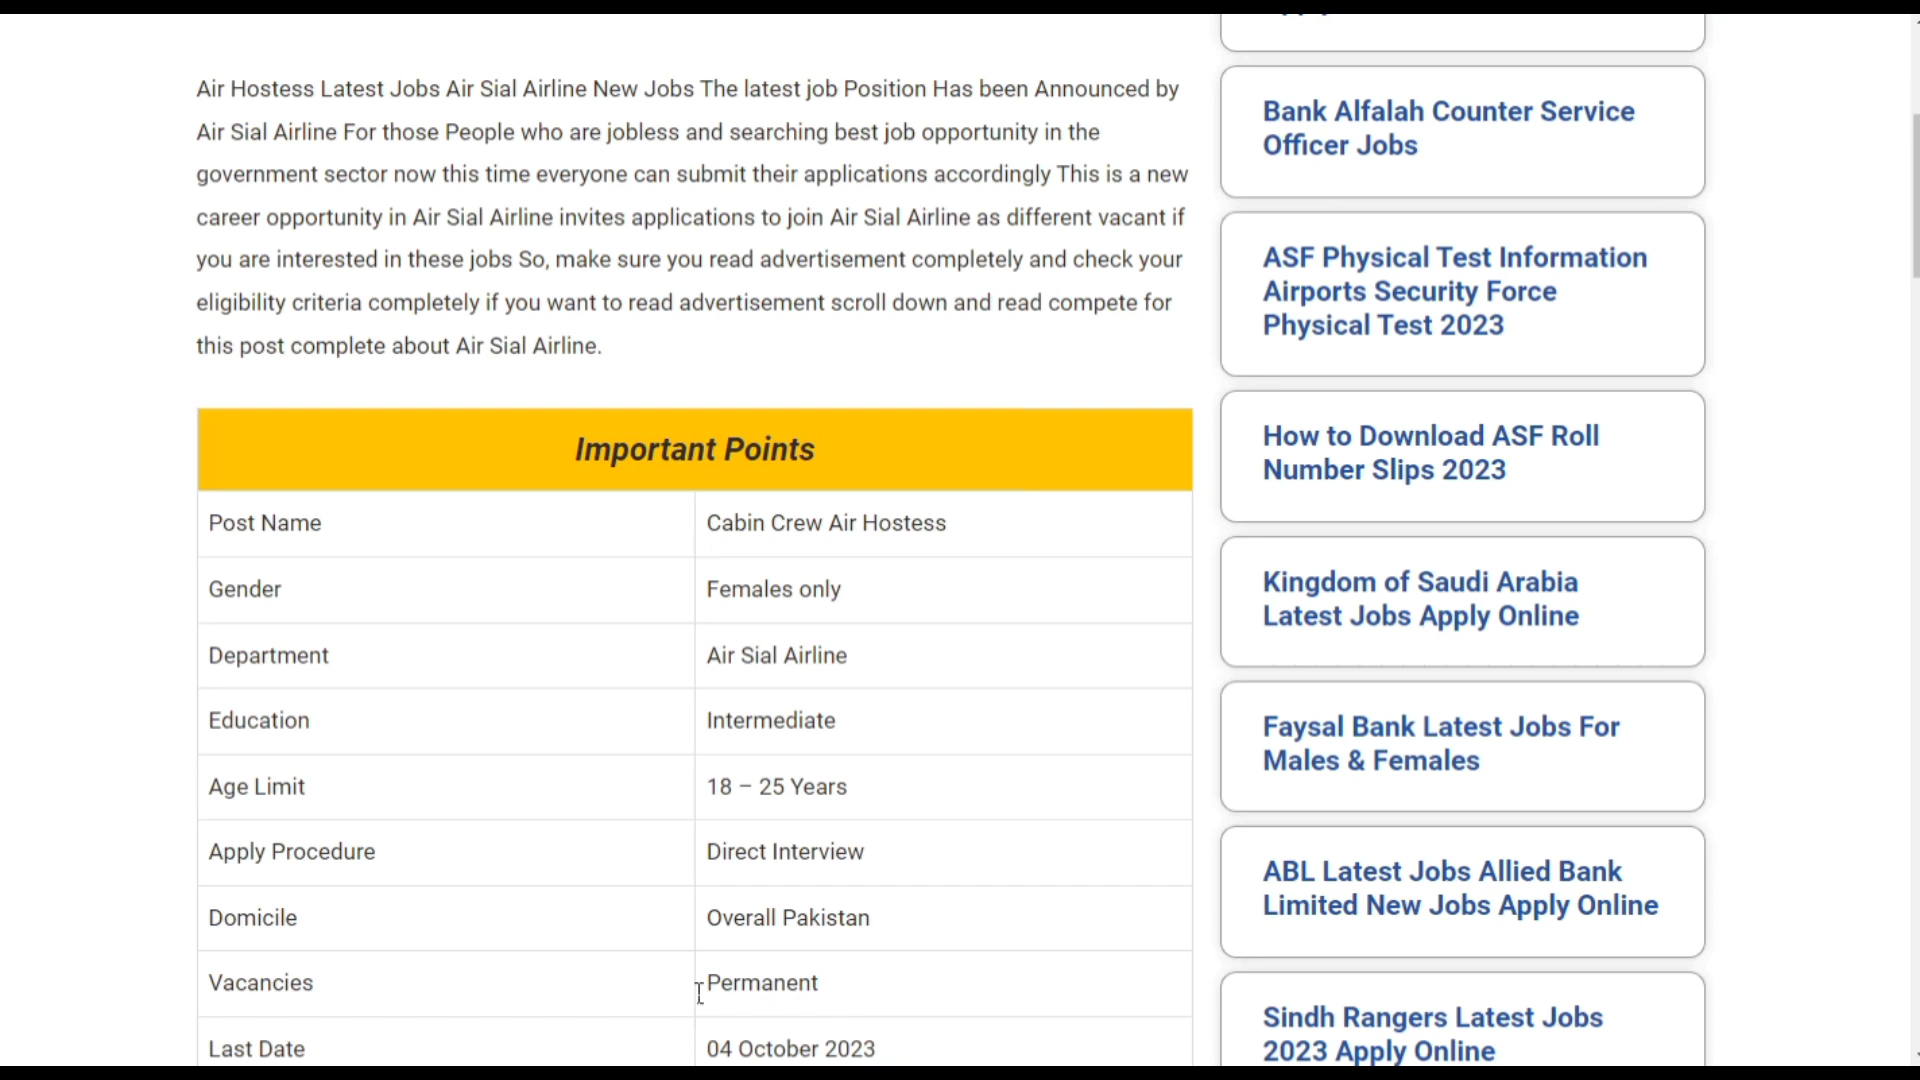 Air Hostess Latest Jobs Air Sial Airline New Jobs The latest job Position Has been Announced by
Air Sial Airline For those People who are jobless and searching best job opportunity in the
government sector now this time everyone can submit their applications accordingly This is a new
career opportunity in Air Sial Airline invites applications to join Air Sial Airline as different vacant if
you are interested in these jobs So, make sure you read advertisement completely and check your
eligibility criteria completely if you want to read advertisement scroll down and read compete for
this post complete about Air Sial Airline.
Important Points
Post Name
Cabin Crew Air Hostess
Gender
Females only
Department
Air Sial Airline
Education
Intermediate
Age Limit
18 – 25 Years
Apply Procedure
Direct Interview
Domicile
Overall Pakistan
Vacancies
Permanent
Last Date
04 October 2023
Bank Alfalah Counter Service
Officer Jobs
ASF Physical Test Information
Airports Security Force
Physical Test 2023
How to Download ASF Roll
Number Slips 2023
Kingdom of Saudi Arabia
Latest Jobs Apply Online
Faysal Bank Latest Jobs For
Males & Females
ABL Latest Jobs Allied Bank
Limited New Jobs Apply Online
Sindh Rangers Latest Jobs
2023 Apply Online